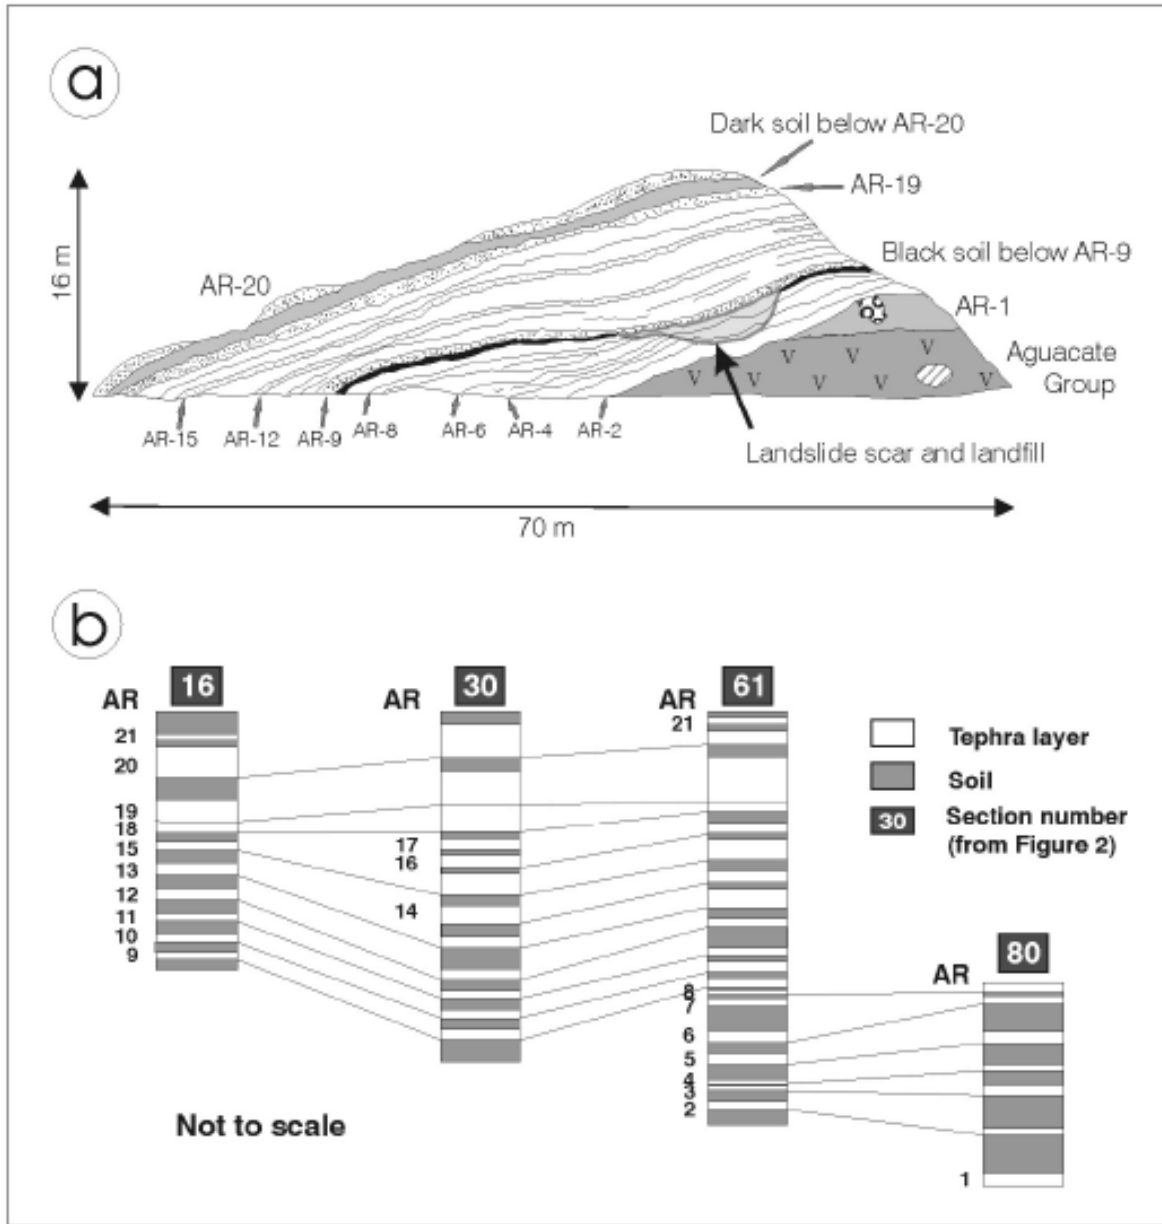 a
Dark soil below AR-20
AR-19
Black soil below AR-9
AR-1
Aguacate
Group
16 m
AR-20
V V V
V V V V V
AR-15 AR-12 AR-9 AR-8 AR-6 AR-4 AR-2
Landslide scar and landfill
70 m
b
16
30
61
AR
AR
AR
21
20
19
18
15
13
12
11
10
9
17
16
14
21
8
7
6
5
4
3
2
Tephra layer
Soil
30 Section number
(from Figure 2)
80
AR
1
Not to scale